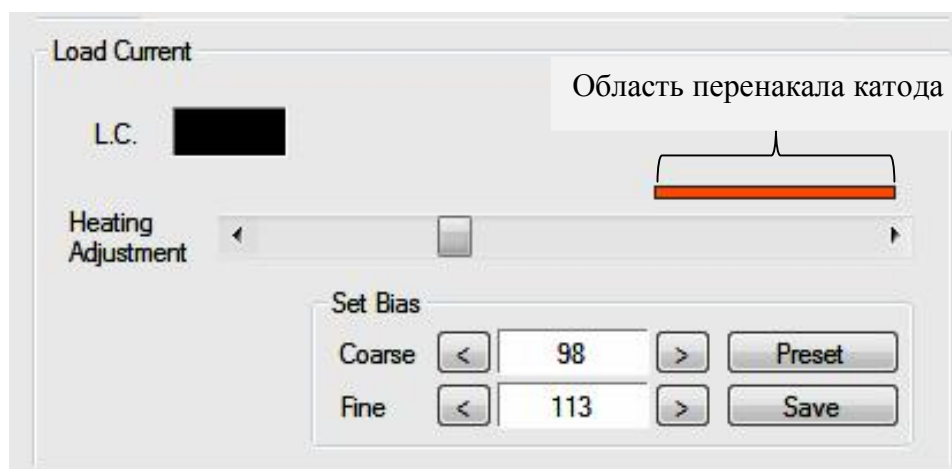 Load Current
Область перенакала катода
L.C.
Heating
Adjustment
Set Bias
Coarse < 98 > Preset
Fine < 113 > Save